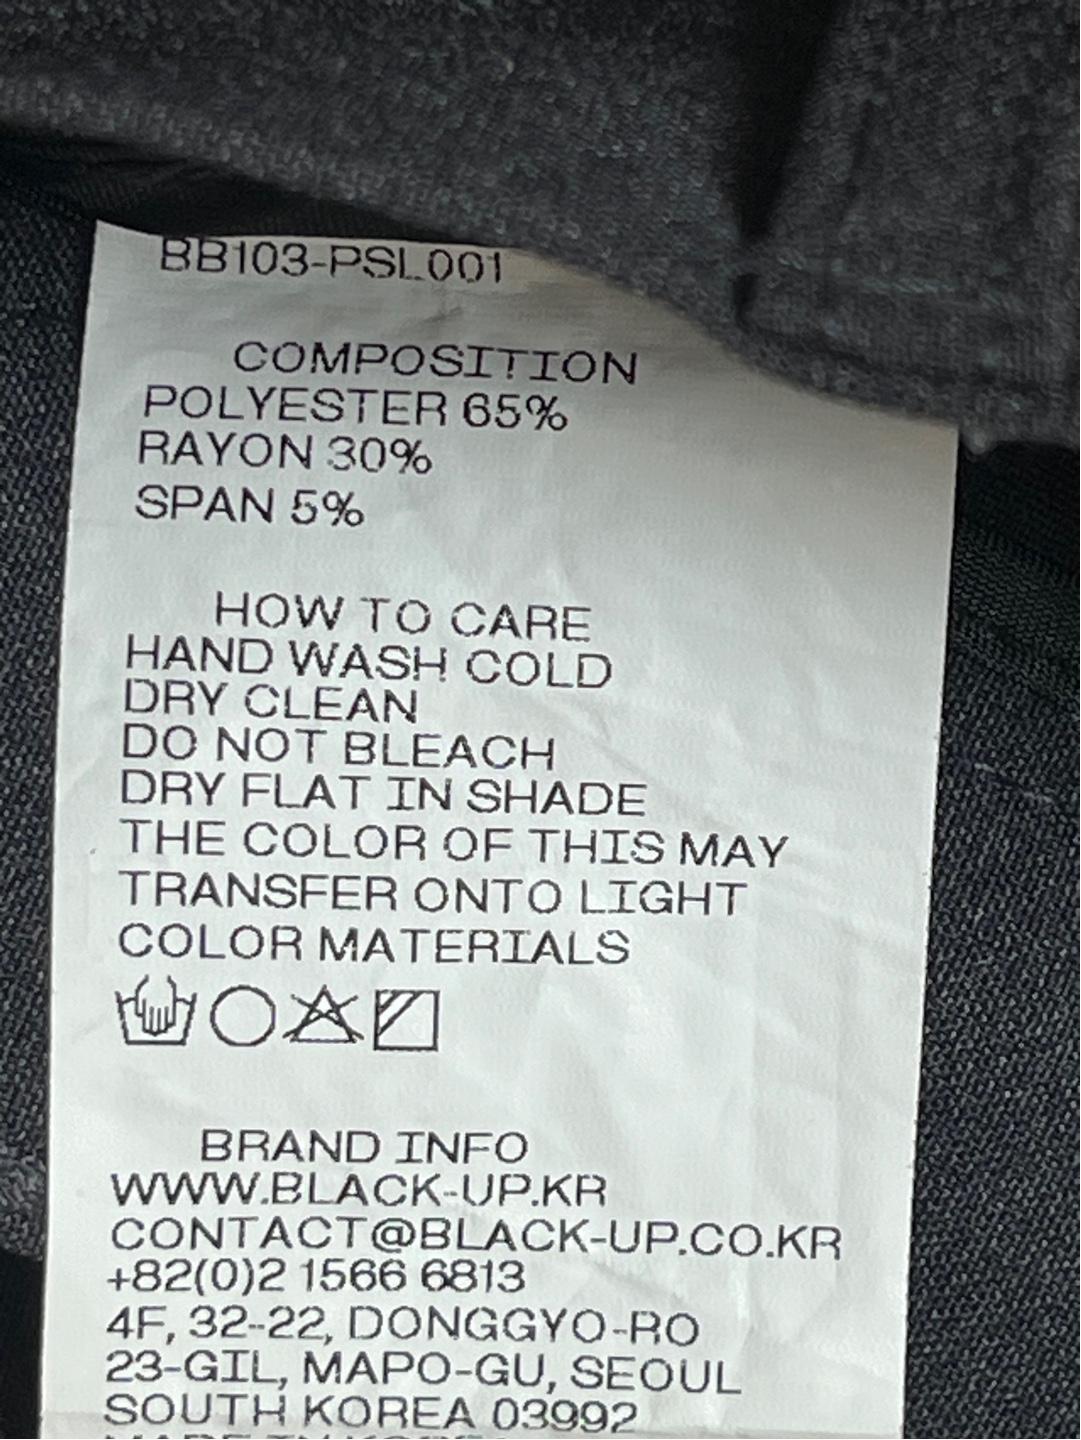 BB103-PSL001
COMPOSITION
POLYESTER 65%
RAYON 30%
SPAN 5%
HOW TO CARE
HAND WASH COLD
DRY CLEAN
DO NOT BLEACH
DRY FLAT IN SHADE
THE COLOR OF THIS MAY
TRANSFER ONTO LIGHT
COLOR MATERIALS
BRAND INFO
WWW.BLACK-UP.KR
CONTACT@BLACK-UP.CO.KR
+82(0)2 1566 6813
4F, 32-22, DONGGYO-RO
23-GIL, MAPO-GU, SEOUL
SOUTH KOREA 03992